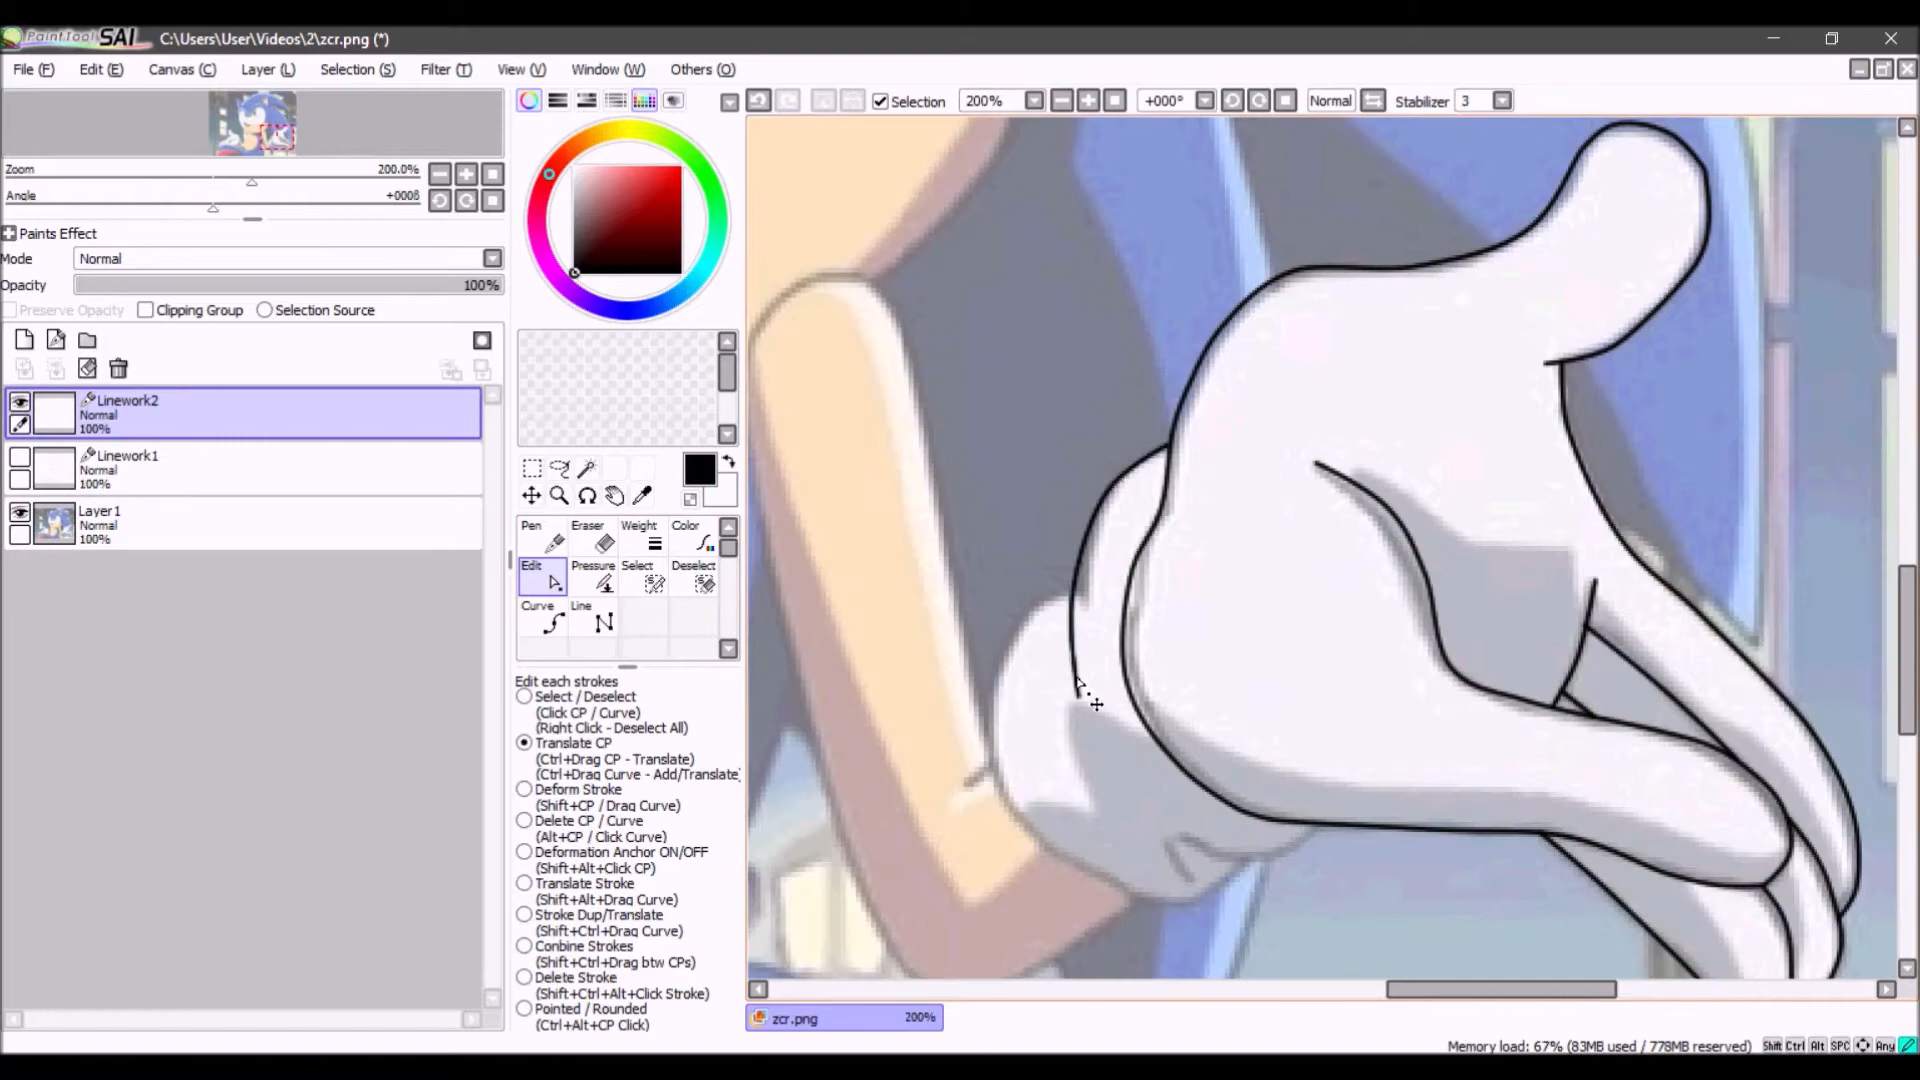 PaintTool SAI C:\Users\User\Videos\2\zcr.png (*)
File (F) Edit (E) Canvas (C) Layer (L) Selection (S) Filter (T) View (V) Window (W) Others (O)
Selection 200% +000° Normal Stabilizer 3
Zoom 200.0%
Angle +000ß
Paints Effect
Mode Normal
Opacity 100%
Preserve Opacity Clipping Group Selection Source
Linework2
Normal
100%
Linework1
Normal
100%
Layer1
Normal
100%
Pen Eraser Weight Color
Edit Pressure Select Deselect
Curve Line
Edit each strokes
Select / Deselect
(Click CP / Curve)
(Right Click - Deselect All)
Translate CP
(Ctrl+Drag CP - Translate)
(Ctrl+Drag Curve - Add/Translate)
Deform Stroke
(Shift+CP / Drag Curve)
Delete CP / Curve
(Alt+CP / Click Curve)
Deformation Anchor ON/OFF
(Shift+Alt+Click CP)
Translate Stroke
(Shift+Alt+Drag Curve)
Stroke Dup/Translate
(Shift+Ctrl+Drag Curve)
Conbine Strokes
(Shift+Ctrl+Drag btw CPs)
Delete Stroke
(Shift+Ctrl+Alt+Click Stroke)
Pointed / Rounded
(Ctrl+Alt+CP Click)
zcr.png 200%
Memory load: 67% (83MB used / 778MB reserved) Shift Ctrl Alt SPC Any